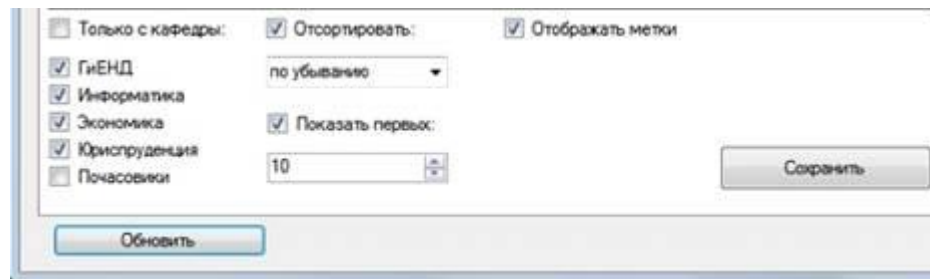 Только с кафедры:
Отсортировать:
Отображать метки
ГиЕНД
Информатика
Экономика
Юриспруденция
Почасовики
по убыванию
Показать первых:
10
Сохранить
Обновить